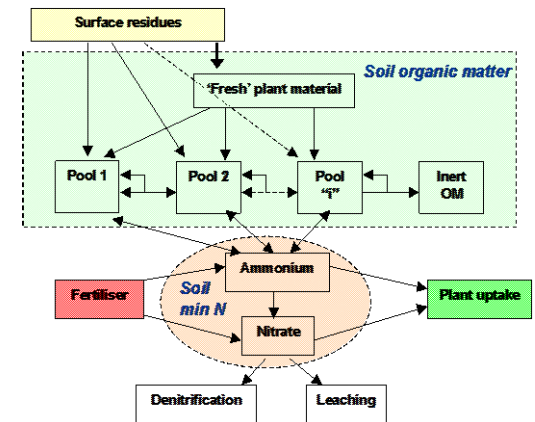 Surface residues
Soil organic matter
'Fresh' plant material
Pool 1
Pool 2
Pool
"i"
Inert
OM
Ammonium
Fertiliser
Soil
min N
Plant uptake
Nitrate
Denitrification
Leaching